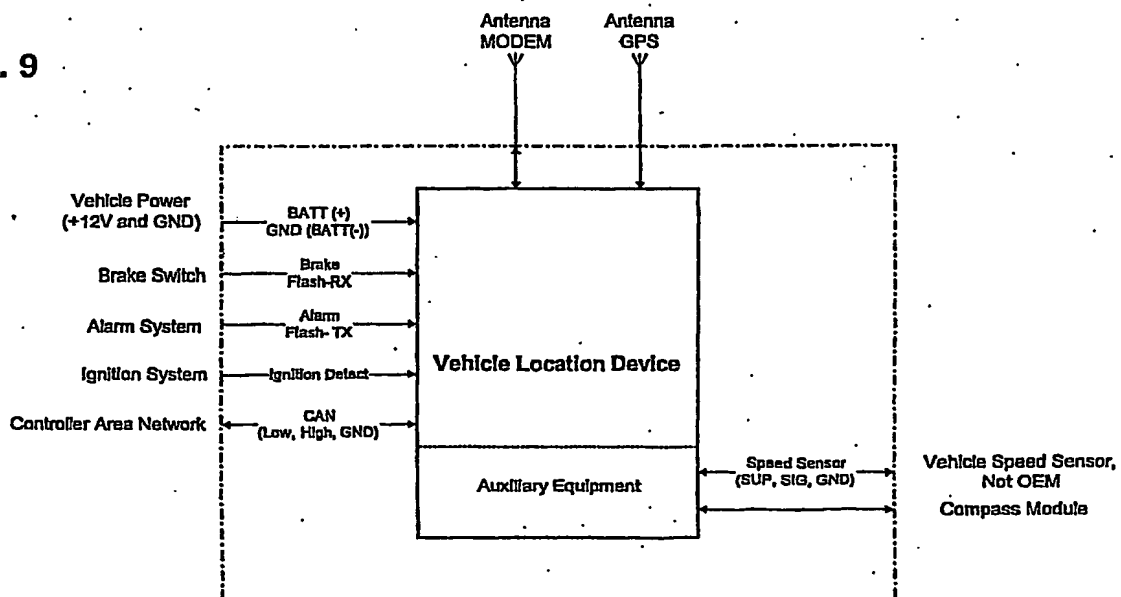 . 9
Antenna
MODEM
Antenna
GPS
Vehicle Power
(+12V and GND)
BATT (+)
GND (BATT(-))
Brake Switch
Brake
Flash-RX
Alarm System
Alarm
Flash- TX
Ignition System
Ignition Detect
Controller Area Network
CAN
(Low, High, GND)
Vehicle Location Device
Auxiliary Equipment
Speed Sensor
(SUP, SIG, GND)
Vehicle Speed Sensor,
Not OEM
Compass Module